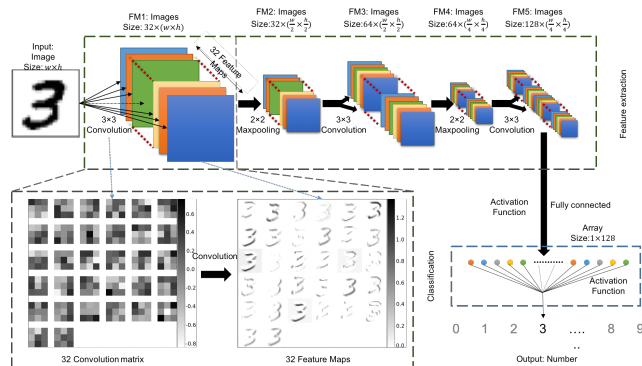 Input:
Image
Size: w×h
FM1: Images
Size: 32×(w×h)
FM2: Images
Size:32×(w/2×h/2)
FM3: Images
Size:64×(w/2×h/2)
FM4: Images
Size:64×(w/4×h/4)
FM5: Images
Size:128×(w/4×h/4)
32 Feature
Maps
3×3
Convolution
2×2
Maxpooling
3×3
Convolution
2×2
Maxpooling
3×3
Convolution
Feature extraction
Activation
Function
Fully connected
Array
Size:1×128
Classification
Activation
Function
0 1 2 3 .... 8 9
..
Output: Number
0.6
0.4
0.2
0.0
−0.2
−0.4
−0.6
−0.8
32 Convolution matrix
Convolution
1.2
1.0
0.8
0.6
0.4
0.2
0.0
32 Feature Maps